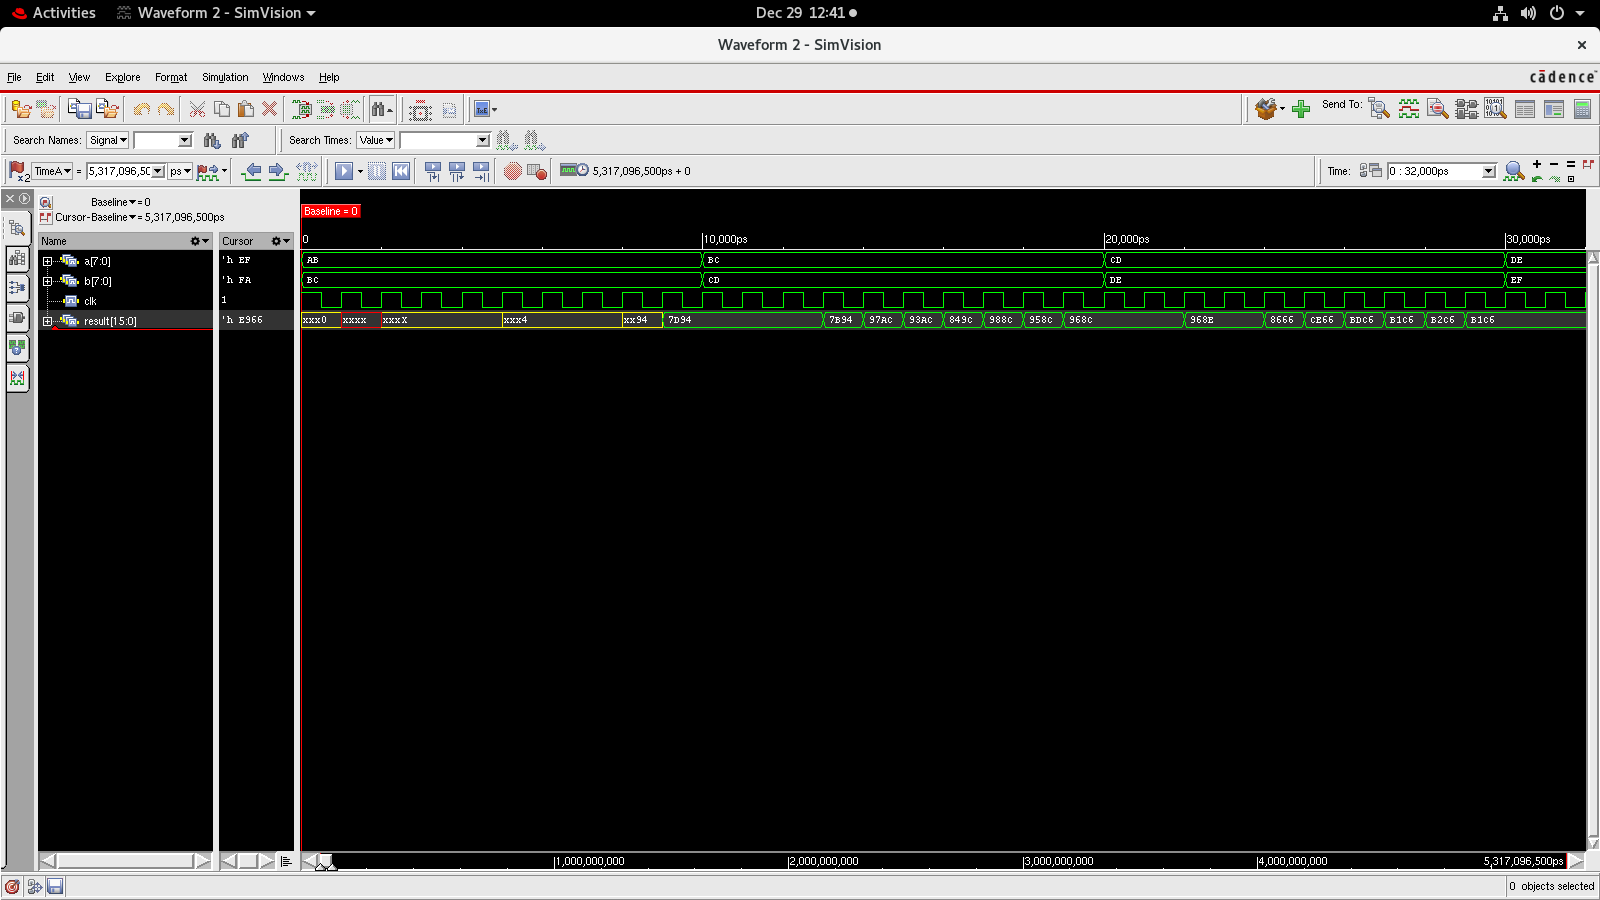 Activities Waveform 2 - SimVision Dec 29 12:41
Waveform 2 - SimVision
File Edit View Explore Format Simulation Windows Help cādence
Send To:
Search Names: Signal Search Times: Value
x2 TimeA = 5,317,096,50 ps 5,317,096,500ps + 0 Time: 0 : 32,000ps
Baseline = 0
Cursor-Baseline = 5,317,096,500ps
Baseline = 0
Name Cursor 0 10,000ps 20,000ps 30,000ps
a[7:0] 'h EF AB BC CD DE
b[7:0] 'h FA BC CD DE EF
clk 1
result[15:0] 'h E966 xxx0 xxxx xxxX xxx4 xx94 7D94 7B94 97AC 93AC 849C 988C 958C 968C 968E 8666 CE66 BDC6 B1C6 B2C6 B1C6
1,000,000,000 2,000,000,000 3,000,000,000 4,000,000,000 5,317,096,500ps
0 objects selected